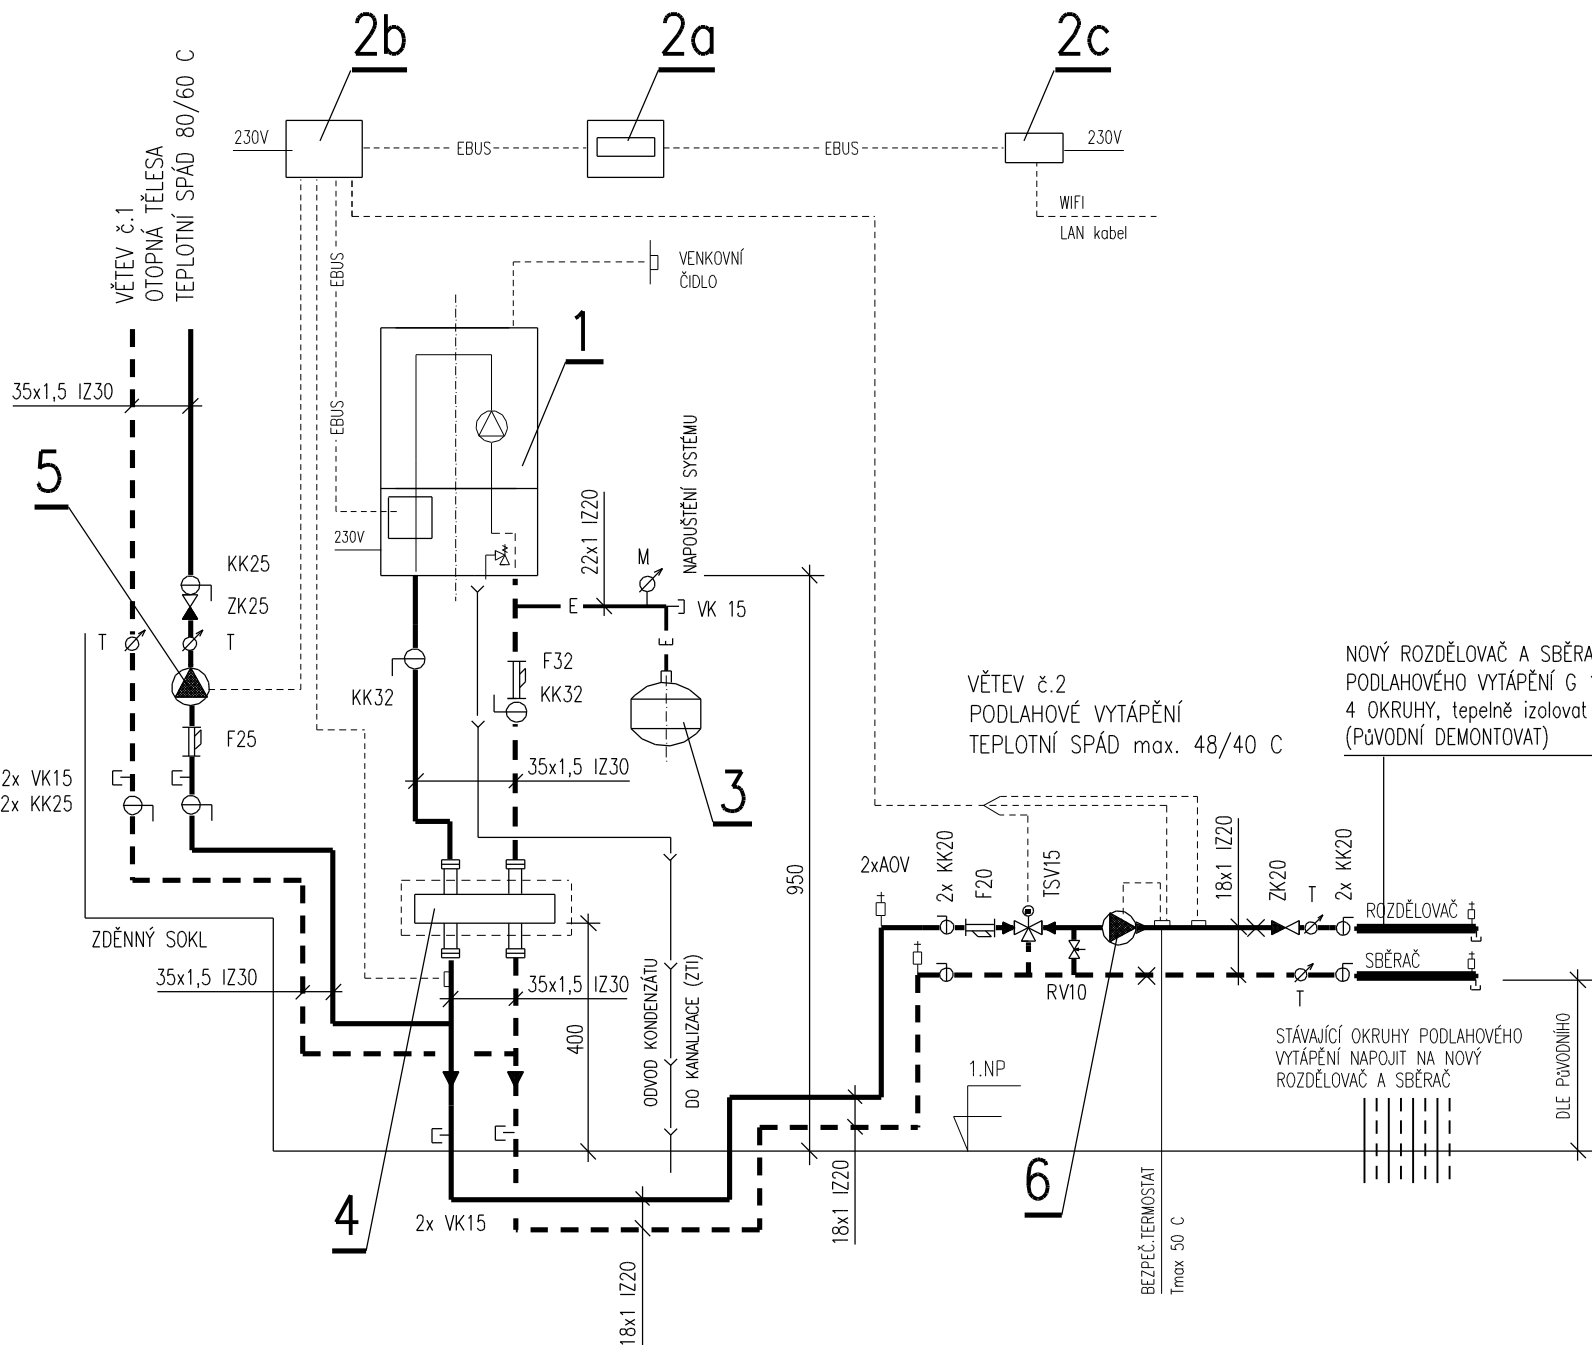 2b
2a
2c
230V
EBUS
EBUS
230V
WIFI
LAN kabel
VĚTEV č.1
OTOPNÁ TĚLESA
TEPLOTNÍ SPÁD 80/60 C
EBUS
VENKOVNÍ
ČIDLO
1
35x1,5 IZ30
EBUS
5
NAPOUŠTĚNÍ SYSTÉMU
22x1 IZ20
230V
M
KK25
ZK25
E
VK 15
T
T
E
F32
KK32
KK32
F25
NOVÝ ROZDĚLOVAČ A SBĚRA
PODLAHOVÉHO VYTÁPĚNÍ G
4 OKRUHY, tepelně izolovat
(PůVODNÍ DEMONTOVAT)
VĚTEV č.2
PODLAHOVÉ VYTÁPĚNÍ
TEPLOTNÍ SPÁD max. 48/40 C
2x VK15
2x KK25
35x1,5 IZ30
3
950
2xAOV
2x KK20
F20
TSV15
18x1 IZ20
ZK20
T
2x KK20
ROZDĚLOVAČ
SBĚRAČ
ZDĚNNÝ SOKL
35x1,5 IZ30
35x1,5 IZ30
400
ODVOD KONDENZÁTU
DO KANALIZACE (ZTI)
RV10
T
STÁVAJÍCÍ OKRUHY PODLAHOVÉHO
VYTÁPĚNÍ NAPOJIT NA NOVÝ
ROZDĚLOVAČ A SBĚRAČ
DLE PůVODNÍHO
1.NP
4
2x VK15
18x1 IZ20
18x1 IZ20
6
BEZPEČ.TERMOSTAT
Tmax 50 C